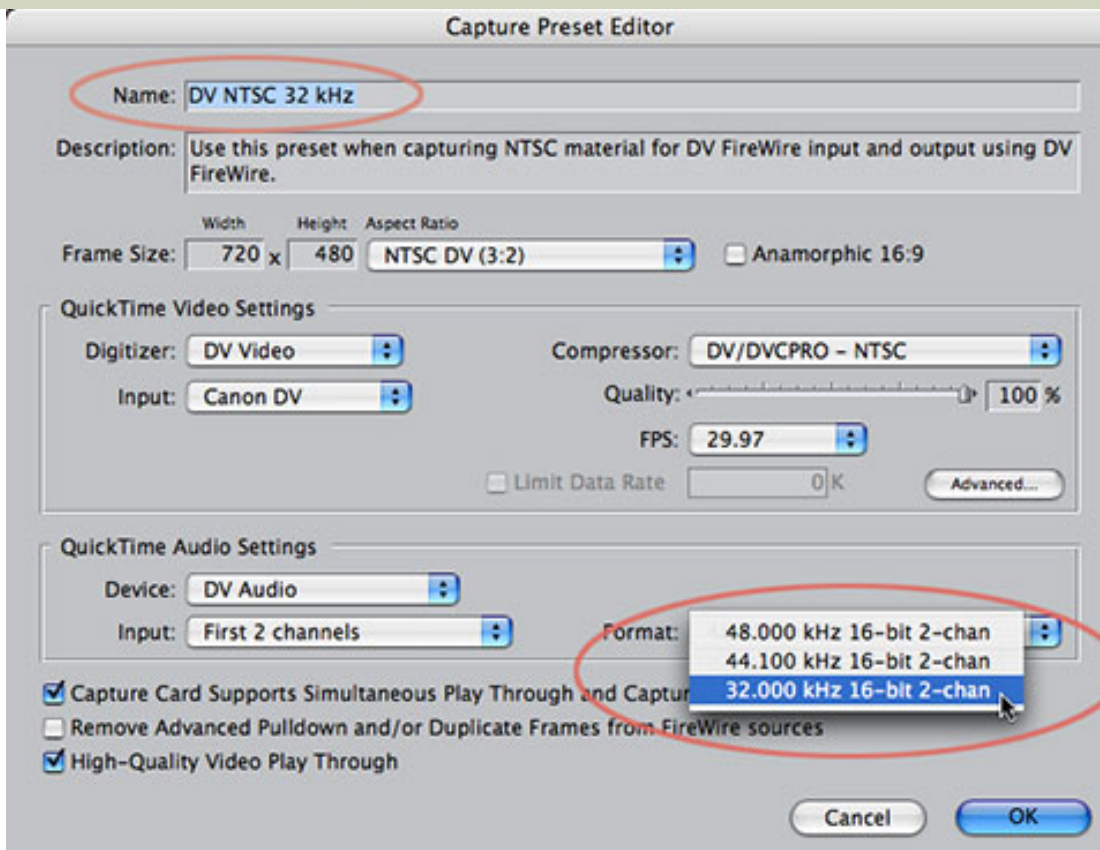 Capture Preset Editor
Name: DV NTSC 32 kHz
Description: Use this preset when capturing NTSC material for DV FireWire input and output using DV
FireWire.
Width Height Aspect Ratio
Frame Size: 720 x 480 NTSC DV (3:2) Anamorphic 16:9
QuickTime Video Settings
Digitizer: DV Video Compressor: DV/DVCPRO – NTSC
Input: Canon DV Quality: 100 %
FPS: 29.97
Limit Data Rate 0 K Advanced...
QuickTime Audio Settings
Device: DV Audio
Input: First 2 channels Format: 48.000 kHz 16-bit 2-chan
44.100 kHz 16-bit 2-chan
Capture Card Supports Simultaneous Play Through and Captur 32.000 kHz 16-bit 2-chan
Remove Advanced Pulldown and/or Duplicate Frames from FireWire sources
High-Quality Video Play Through
Cancel OK